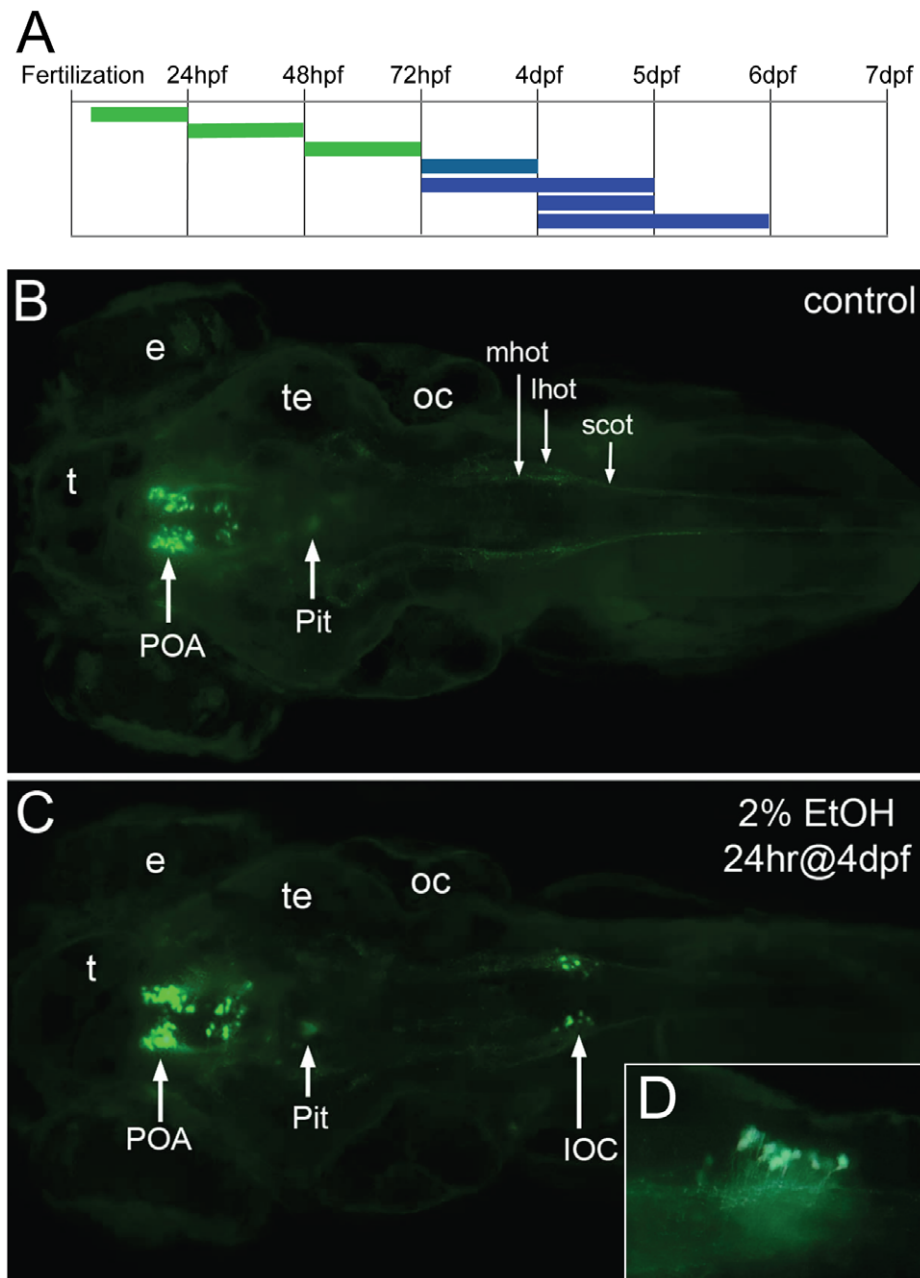 A
Fertilization 24hpf 48hpf 72hpf 4dpf 5dpf 6dpf 7dpf
B
control
e
mhot
te
oc
lhot
scot
t
Pit
POA
C
2% EtOH
24hr@4dpf
e
te
oc
t
D
Pit
POA
IOC